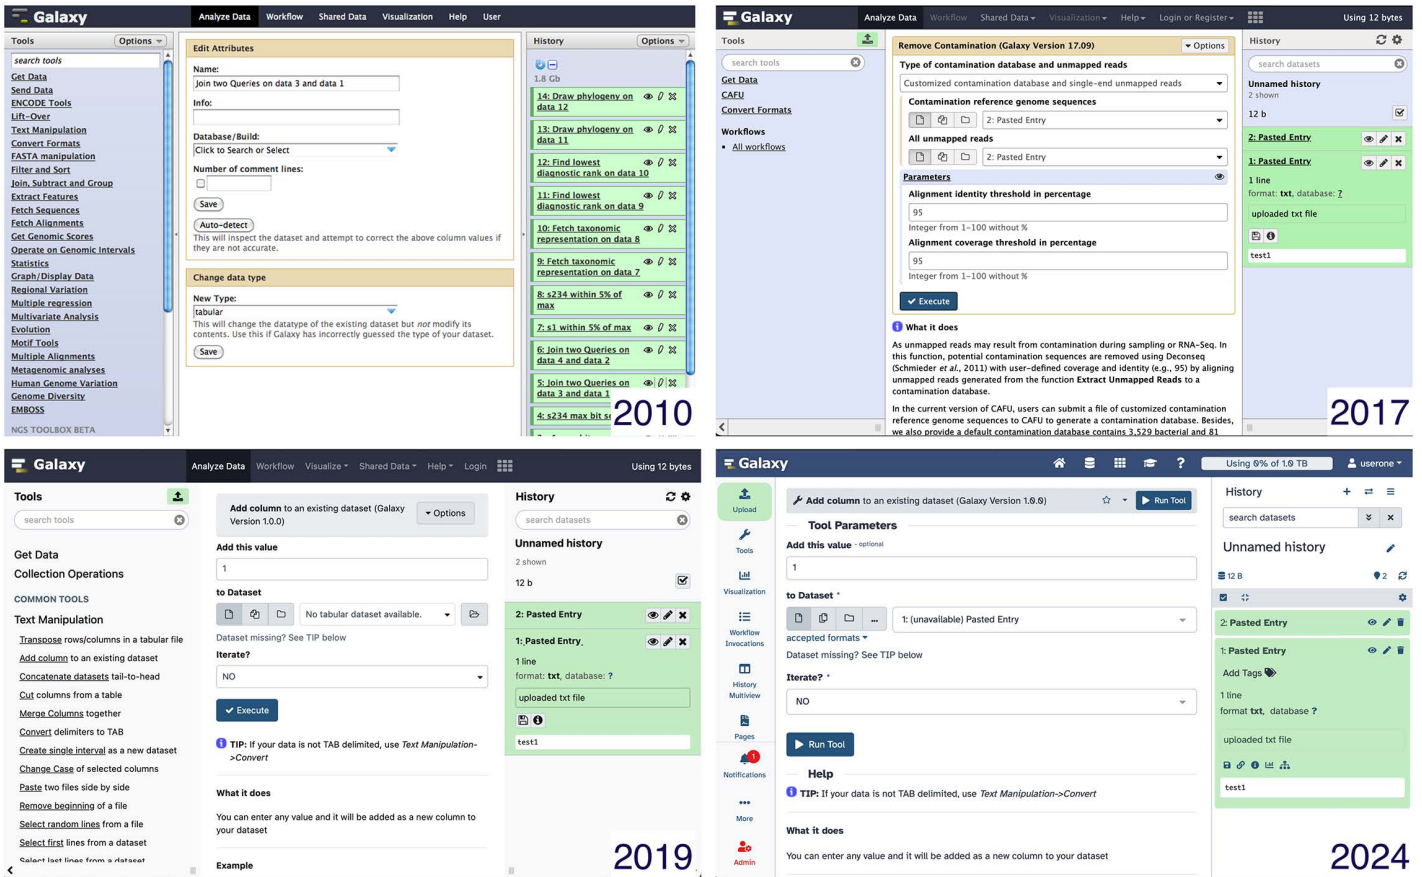 Galaxy
Analyze Data Workflow Shared Data Visualization Help User
Tools
Options
search tools
Get Data
Send Data
ENCODE Tools
Lift-Over
Text Manipulation
Convert Formats
FASTA manipulation
Filter and Sort
Join, Subtract and Group
Extract Features
Fetch Sequences
Fetch Alignments
Get Genomic Scores
Operate on Genomic Intervals
Statistics
Graph/Display Data
Regional Variation
Multiple regression
Multivariate Analysis
Evolution
Motif Tools
Multiple Alignments
Metagenomic analyses
Human Genome Variation
Genome Diversity
EMBOSS
NGS TOOLBOX BETA
Edit Attributes
Name:
Join two Queries on data 3 and data 1
Info:
Database/Build:
Click to Search or Select
Number of comment lines:
Save
Auto-detect
This will inspect the dataset and attempt to correct the above column values if
they are not accurate.
Change data type
New Type:
tabular
This will change the datatype of the existing dataset but not modify its
contents. Use this if Galaxy has incorrectly guessed the type of your dataset.
Save
History
Options
1.8 Gb
14: Draw phylogeny on
data 12
13: Draw phylogeny on
data 11
12: Find lowest
diagnostic rank on data 10
11: Find lowest
diagnostic rank on data 9
10: Fetch taxonomic
representation on data 8
9: Fetch taxonomic
representation on data 7
8: s234 within 5% of
max
7: s1 within 5% of max
6: Join two Queries on
data 4 and data 2
5: Join two Queries on
data 3 and data 1
4: s234 max bit sc
2010
Galaxy
Analyze Data Workflow Shared Data Visualization Help Login or Register
Using 12 bytes
Tools
search tools
Get Data
CAFU
Convert Formats
Workflows
All workflows
Remove Contamination (Galaxy Version 17.09)
Options
Type of contamination database and unmapped reads
Customized contamination database and single-end unmapped reads
Contamination reference genome sequences
2: Pasted Entry
All unmapped reads
2: Pasted Entry
Parameters
Alignment identity threshold in percentage
95
Integer from 1-100 without %
Alignment coverage threshold in percentage
95
Integer from 1-100 without %
Execute
What it does
As unmapped reads may result from contamination during sampling or RNA-Seq. In
this function, potential contamination sequences are removed using Deconseq
(Schmieder et al., 2011) with user-defined coverage and identity (e.g., 95) by aligning
unmapped reads generated from the function Extract Unmapped Reads to a
contamination database.
In the current version of CAFU, users can submit a file of customized contamination
reference genome sequences to CAFU to generate a contamination database. Besides,
we also provide a default contamination database contains 3,529 bacterial and 81
History
search datasets
Unnamed history
2 shown
12 b
2: Pasted Entry
1: Pasted Entry
1 line
format: txt, database: ?
uploaded txt file
test1
2017
Galaxy
Analyze Data Workflow Visualize Shared Data Help Login
Using 12 bytes
Tools
search tools
Get Data
Collection Operations
COMMON TOOLS
Text Manipulation
Transpose rows/columns in a tabular file
Add column to an existing dataset
Concatenate datasets tail-to-head
Cut columns from a table
Merge Columns together
Convert delimiters to TAB
Create single interval as a new dataset
Change Case of selected columns
Paste two files side by side
Remove beginning of a file
Select random lines from a file
Select first lines from a dataset
Select last lines from a dataset
Add column to an existing dataset (Galaxy
Version 1.0.0)
Options
Add this value
1
to Dataset
No tabular dataset available.
Dataset missing? See TIP below
Iterate?
NO
Execute
TIP: If your data is not TAB delimited, use Text Manipulation-
>Convert
What it does
You can enter any value and it will be added as a new column to
your dataset
Example
History
search datasets
Unnamed history
2 shown
12 b
2: Pasted Entry
1: Pasted Entry
1 line
format: txt, database: ?
uploaded txt file
test1
2019
Galaxy
?
Using 0% of 1.0 TB
userone
Upload
Tools
Visualization
Workflow
Invocations
History
Multiview
Pages
1
Notifications
More
Admin
Add column to an existing dataset (Galaxy Version 1.0.0)
Run Tool
Tool Parameters
Add this value - optional
1
to Dataset *
1: (unavailable) Pasted Entry
accepted formats
Dataset missing? See TIP below
Iterate? *
NO
Run Tool
Help
TIP: If your data is not TAB delimited, use Text Manipulation->Convert
What it does
You can enter any value and it will be added as a new column to your dataset
History
search datasets
Unnamed history
12 B
2
2: Pasted Entry
1: Pasted Entry
Add Tags
1 line
format txt, database ?
uploaded txt file
test1
2024